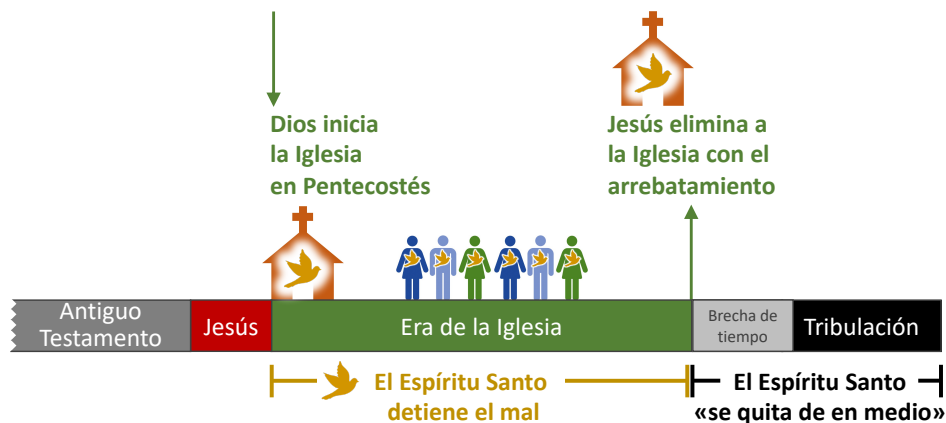 Dios inicia
la Iglesia
en Pentecostés
Jesús elimina a
la Iglesia con el
arrebatamiento
Antiguo
Testamento
Jesús
Era de la Iglesia
Brecha de
tiempo
Tribulación
El Espíritu Santo
detiene el mal
El Espíritu Santo
«se quita de en medio»